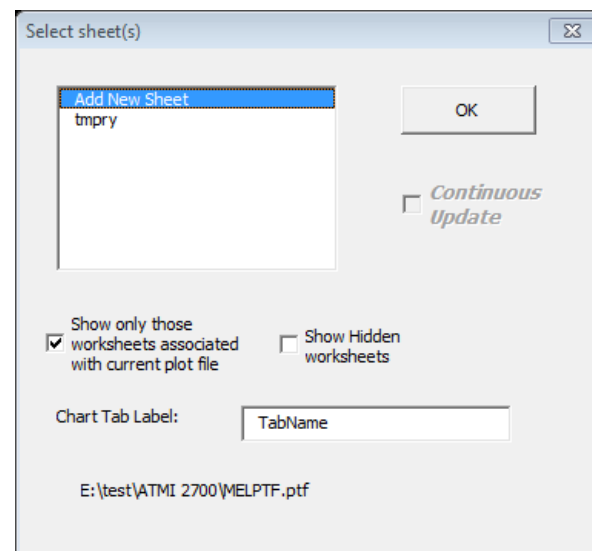 Select sheet(s)
Add New Sheet
tmpry
OK
Continuous
Update
Show only those
worksheets associated
with current plot file
Show Hidden
worksheets
Chart Tab Label:
TabName
E:\test\ATMI 2700\MELPTF.ptf